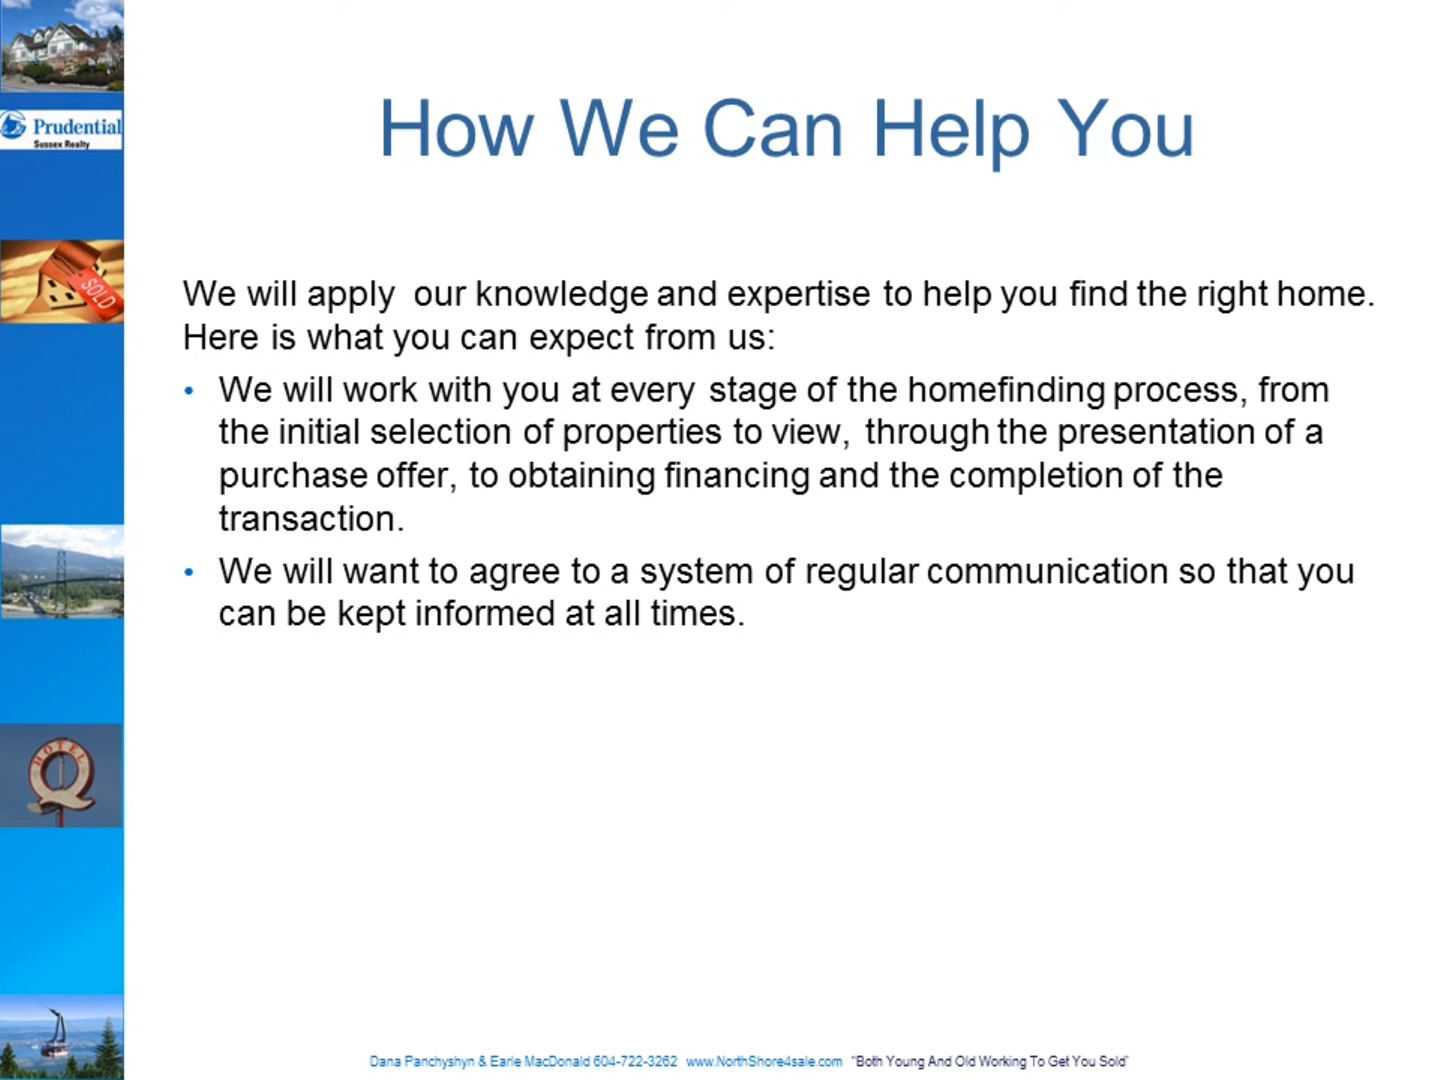 Prudential
Sussex Realty
SOLD
HOTEL
Q
How We Can Help You
We will apply our knowledge and expertise to help you find the right home.
Here is what you can expect from us:
• We will work with you at every stage of the homefinding process, from
the initial selection of properties to view, through the presentation of a
purchase offer, to obtaining financing and the completion of the
transaction.
• We will want to agree to a system of regular communication so that you
can be kept informed at all times.
Dana Panchyshyn & Earle MacDonald 604-722-3262 www.NorthShore4sale.com "Both Young And Old Working To Get You Sold"